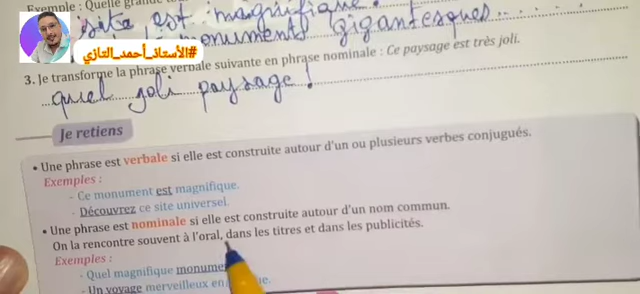 Exemple : Quelle grande
site est magnifique.
monuments gigantesques
#الأستاذ_أحمد_التازي
3. Je transforme la phrase verbale suivante en phrase nominale : Ce paysage est très joli.
quel joli paysage !
Je retiens
• Une phrase est verbale si elle est construite autour d'un ou plusieurs verbes conjugués.
Exemples :
- Ce monument est magnifique.
- Découvrez ce site universel.
• Une phrase est nominale si elle est construite autour d'un nom commun.
On la rencontre souvent à l'oral, dans les titres et dans les publicités.
Exemples :
- Quel magnifique monume
- Un voyage merveilleux en